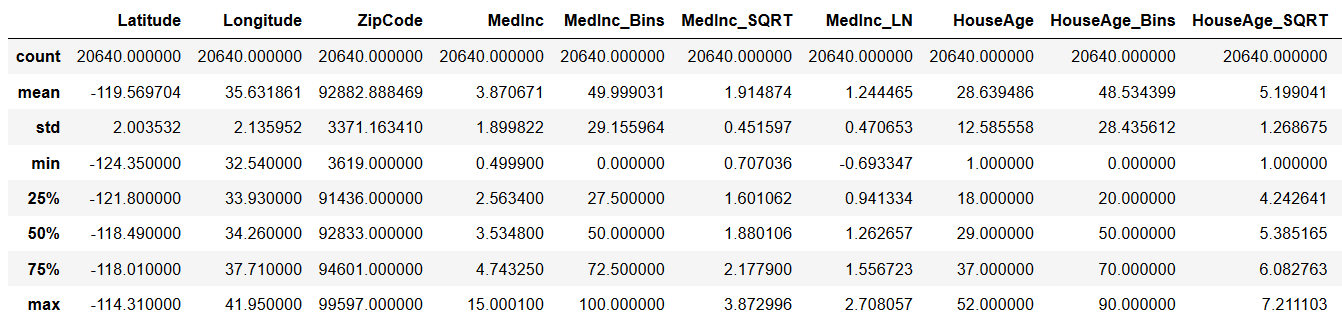 Latitude Longitude ZipCode MedInc MedInc_Bins MedInc_SQRT MedInc_LN HouseAge HouseAge_Bins HouseAge_SQRT
count 20640.000000 20640.000000 20640.000000 20640.000000 20640.000000 20640.000000 20640.000000 20640.000000 20640.000000 20640.000000
mean -119.569704 35.631861 92882.888469 3.870671 49.999031 1.914874 1.244465 28.639486 48.534399 5.199041
std 2.003532 2.135952 3371.163410 1.899822 29.155964 0.451597 0.470653 12.585558 28.435612 1.268675
min -124.350000 32.540000 3619.000000 0.499900 0.000000 0.707036 -0.693347 1.000000 0.000000 1.000000
25% -121.800000 33.930000 91436.000000 2.563400 27.500000 1.601062 0.941334 18.000000 20.000000 4.242641
50% -118.490000 34.260000 92833.000000 3.534800 50.000000 1.880106 1.262657 29.000000 50.000000 5.385165
75% -118.010000 37.710000 94601.000000 4.743250 72.500000 2.177900 1.556723 37.000000 70.000000 6.082763
max -114.310000 41.950000 99597.000000 15.000100 100.000000 3.872996 2.708057 52.000000 90.000000 7.211103